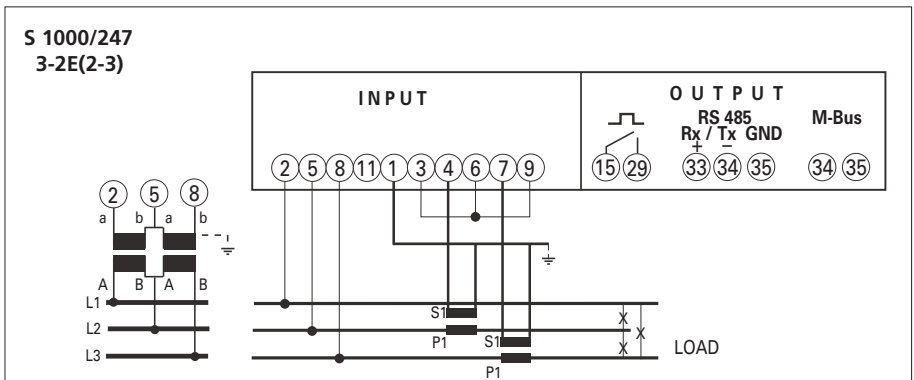 S 1000/247
3-2E(2-3)
INPUT
OUTPUT
RS 485
M-Bus
Rx / Tx GND
+ −
2 5 8 11 1 3 4 6 7 9
15 29
33 34 35
34 35
2 5 8
a b a b
A B A B
L1
S1
L2
P1
S1
L3
LOAD
P1